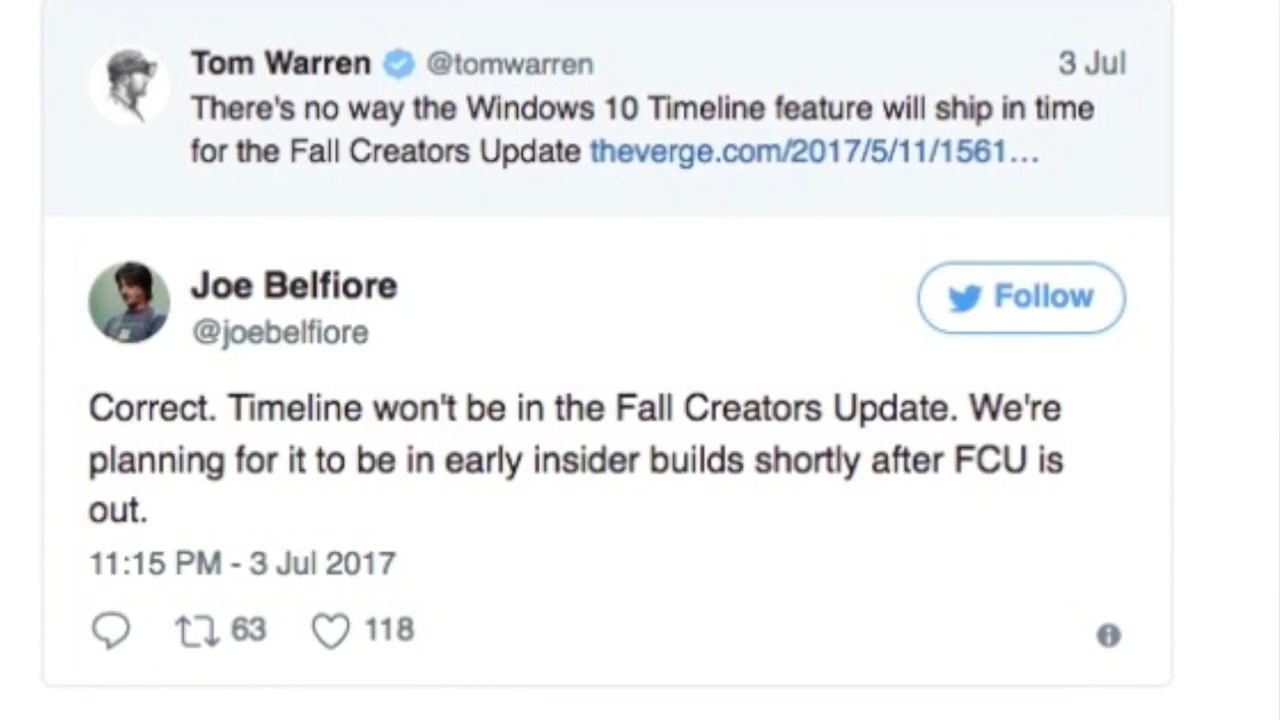 Tom Warren @tomwarren 3 Jul
There's no way the Windows 10 Timeline feature will ship in time
for the Fall Creators Update theverge.com/2017/5/11/1561...
Joe Belfiore
@joebelfiore
Follow
Correct. Timeline won't be in the Fall Creators Update. We're
planning for it to be in early insider builds shortly after FCU is
out.
11:15 PM - 3 Jul 2017
63 118